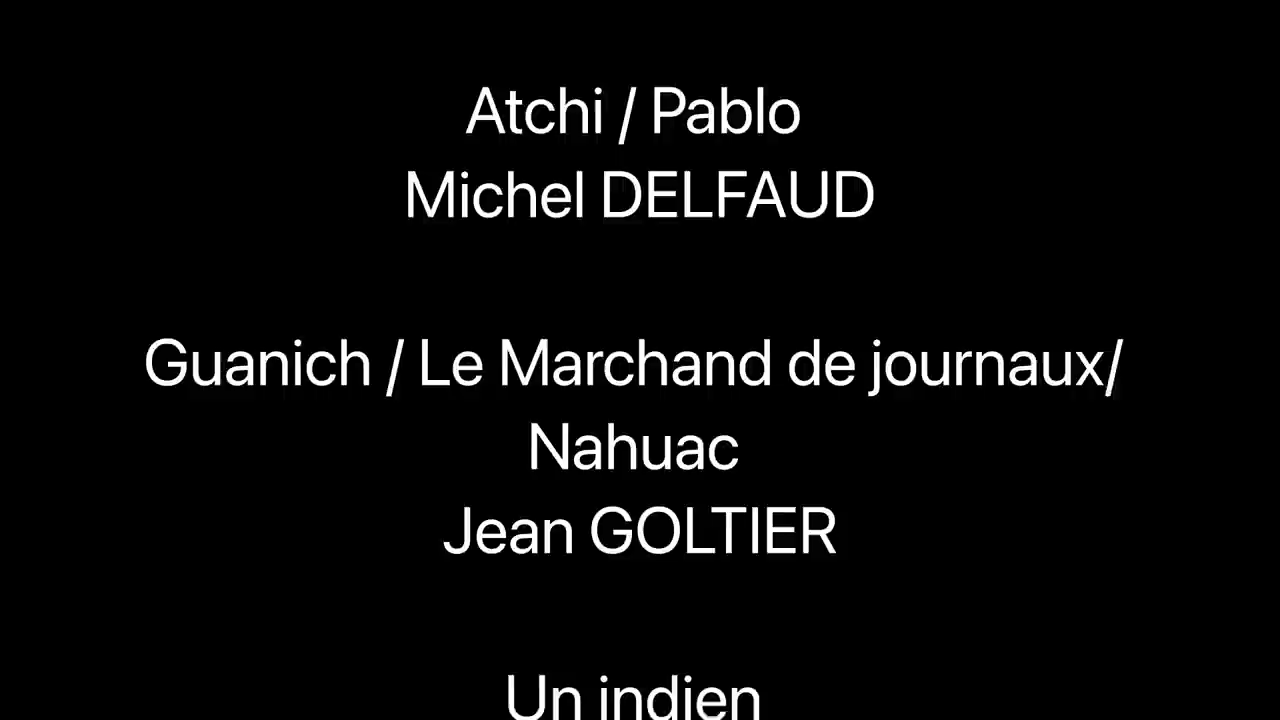 Atchi / Pablo
Michel DELFAUD
Guanich / Le Marchand de journaux/
Nahuac
Jean GOLTIER
Un indien